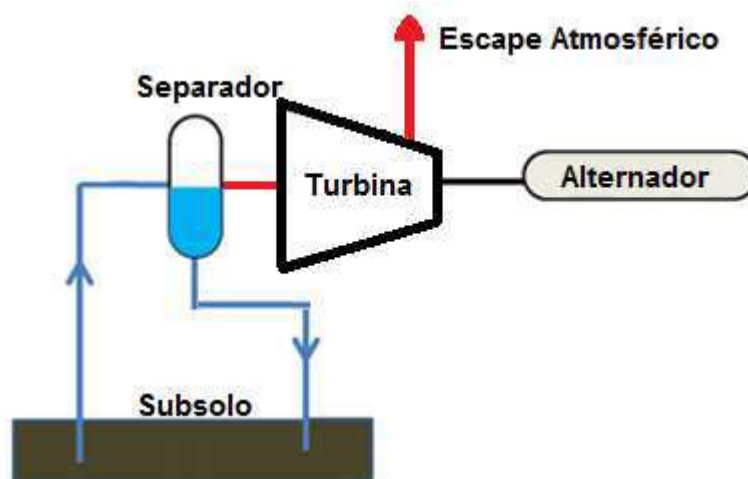 Escape Atmosférico
Separador
Turbina
Alternador
Subsolo